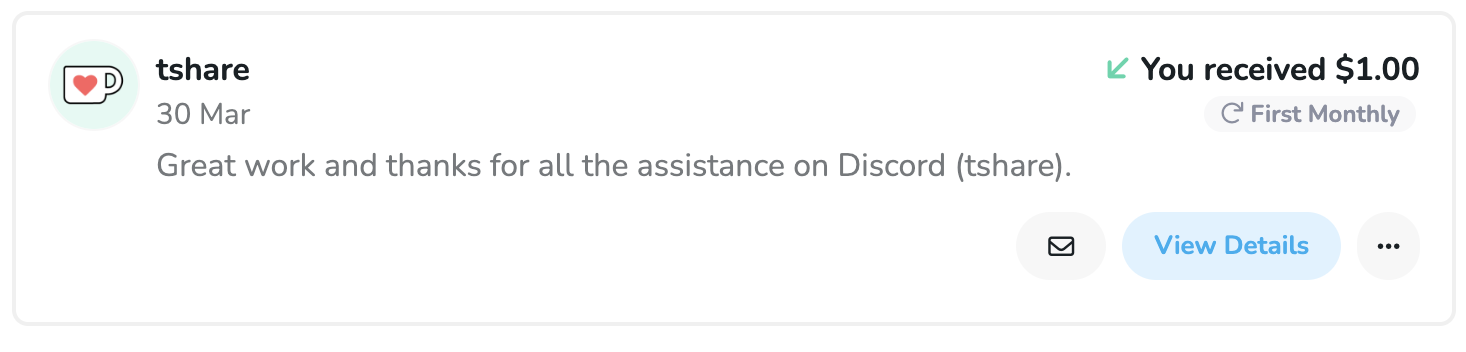 tshare
You received $1.00
30 Mar
First Monthly
Great work and thanks for all the assistance on Discord (tshare).
View Details